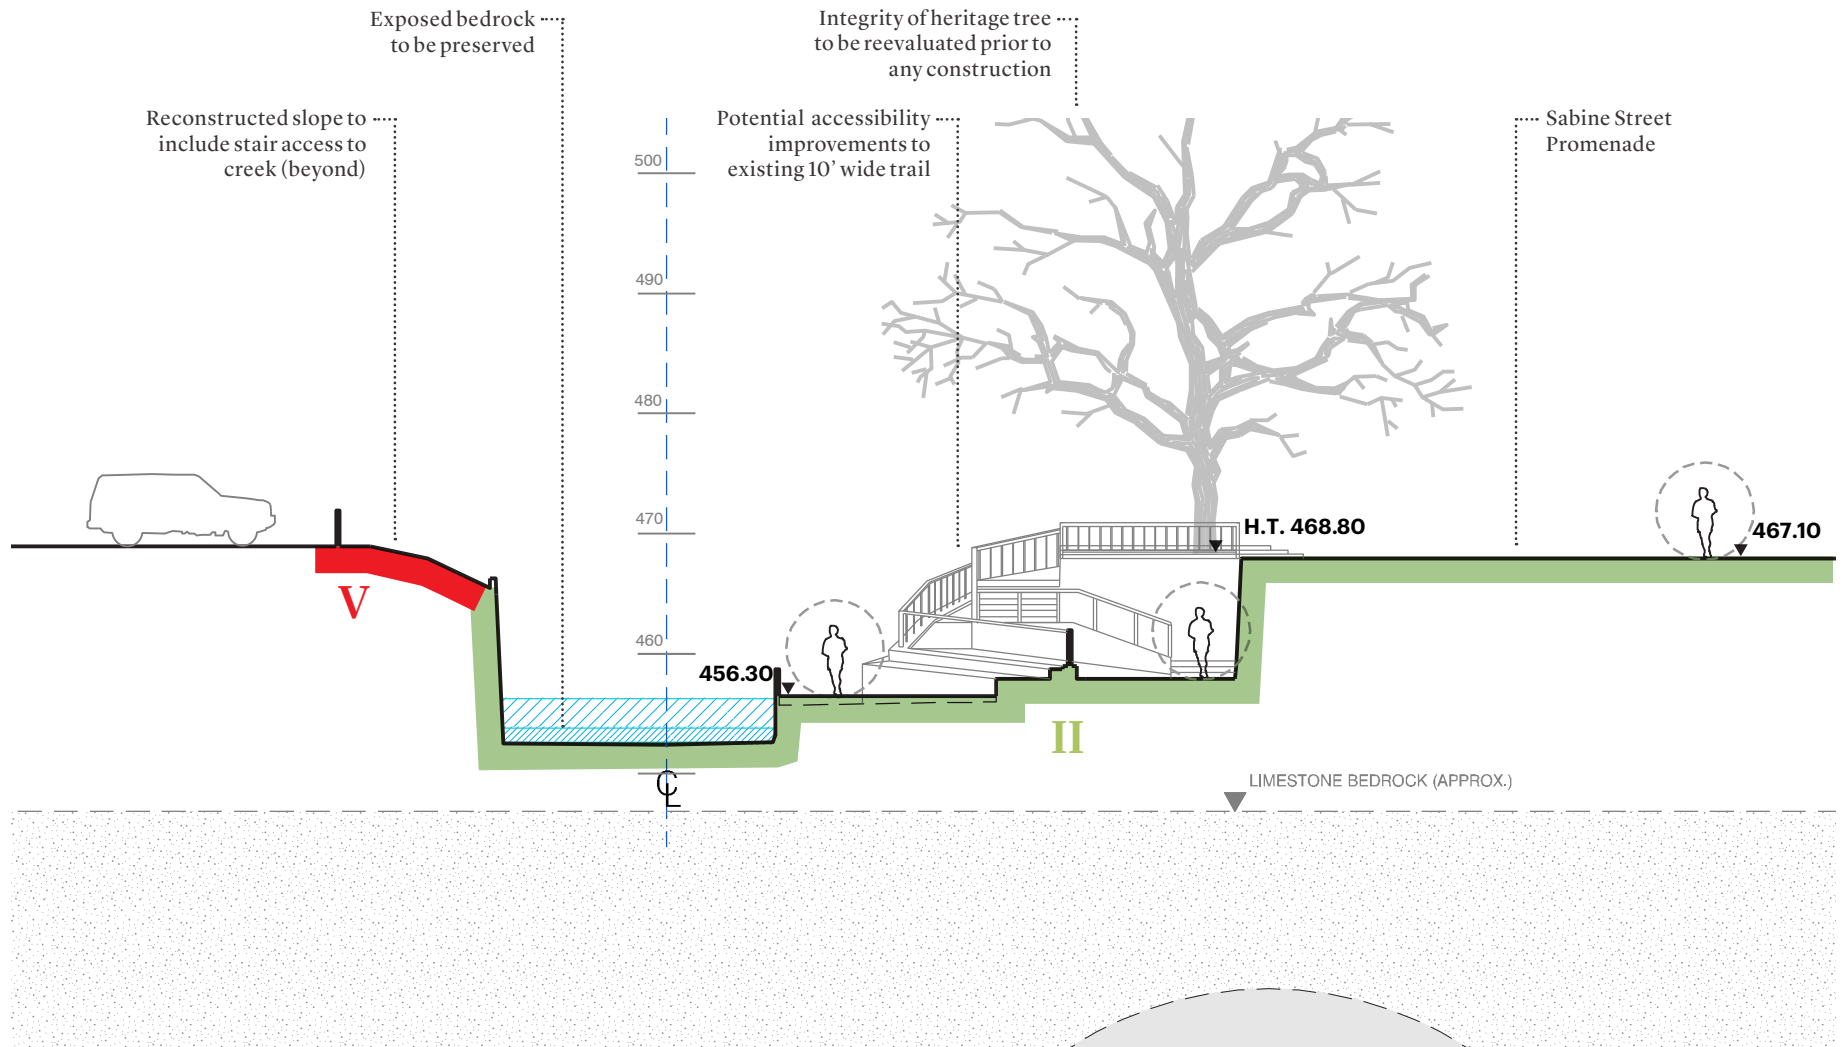 Exposed bedrock
to be preserved
Integrity of heritage tree
to be reevaluated prior to
any construction
Reconstructed slope to
include stair access to
creek (beyond)
Potential accessibility
improvements to
existing 10’ wide trail
Sabine Street
Promenade
500
490
480
470
460
H.T. 468.80
467.10
456.30
V
II
CL
LIMESTONE BEDROCK (APPROX.)